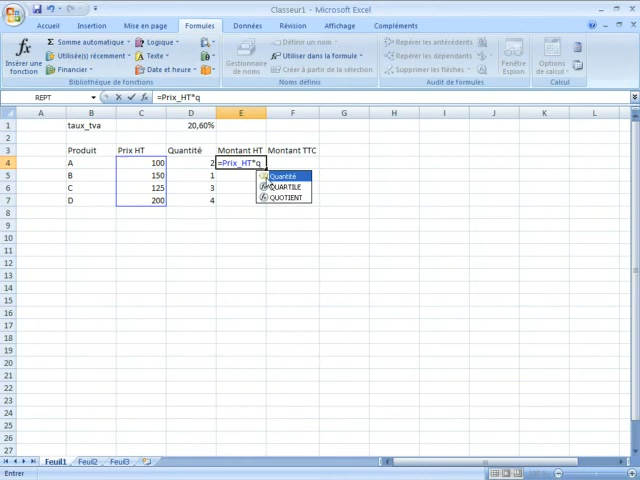 Classeur1 - Microsoft Excel
Accueil Insertion Mise en page Formules Données Révision Affichage Compléments
fx Insérer une fonction
Σ Somme automatique
Utilisé(s) récemment
Financier
Logique
Texte
Date et heure
Bibliothèque de fonctions
Gestionnaire de noms
Définir un nom
Utiliser dans la formule
Créer à partir de la sélection
Noms définis
Repérer les antécédents
Repérer les dépendants
Supprimer les flèches
Audit de formules
Fenêtre espion
Options de calcul
Calcul
REPT fx =Prix_HT*q
A B C D E F G H I J K L
1 taux_tva 20,60%
2
3 Produit Prix HT Quantité Montant HT Montant TTC
4 A 100 2 =Prix_HT*q
5 B 150 1
6 C 125 3
7 D 200 4
Quantité
QUARTILE
QUOTIENT
8
9
10
11
12
13
14
15
16
17
18
19
20
21
22
23
24
25
26
27
Feuil1 Feuil2 Feuil3
Entrer